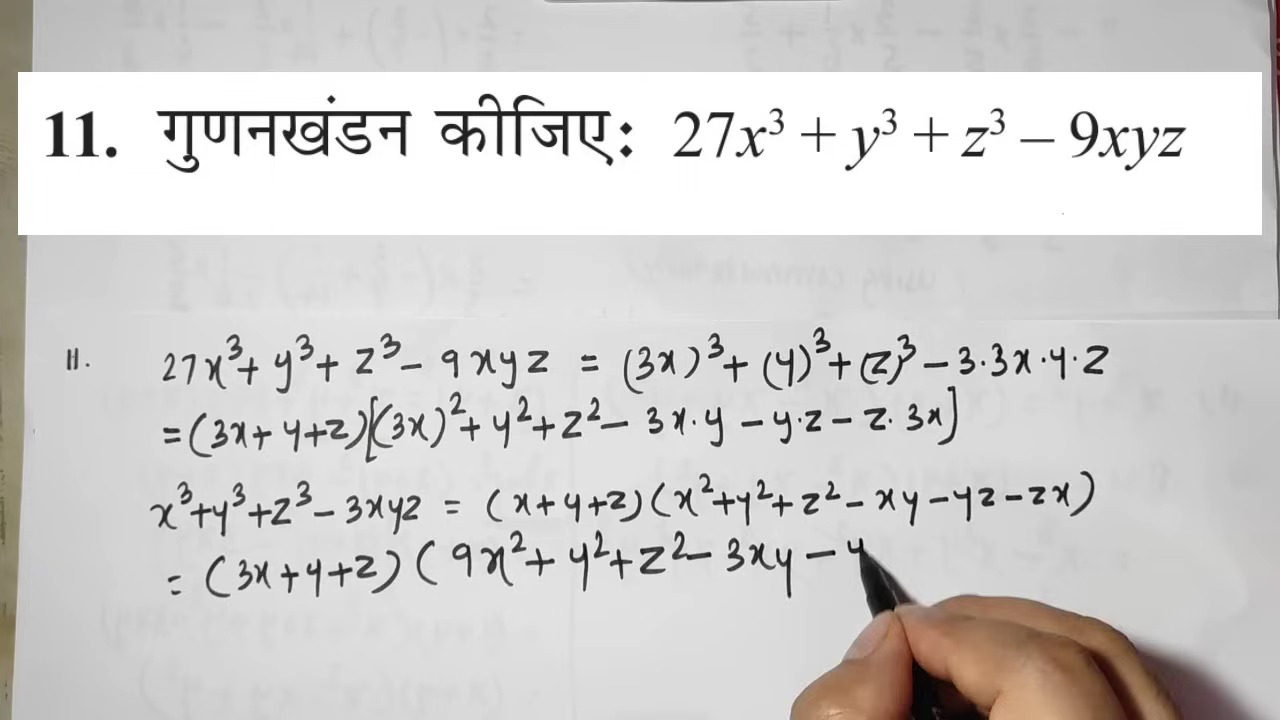 11. गुणनखंडन कीजिए: 27x³ + y³ + z³ – 9xyz
11. 27x³ + y³ + z³ – 9xyz = (3x)³ + (y)³ + (z)³ – 3·3x·y·z
= (3x + y + z)[(3x)² + y² + z² – 3x·y – y·z – z·3x]
x³ + y³ + z³ – 3xyz = (x + y + z)(x² + y² + z² – xy – yz – zx)
= (3x + y + z)(9x² + y² + z² – 3xy – y